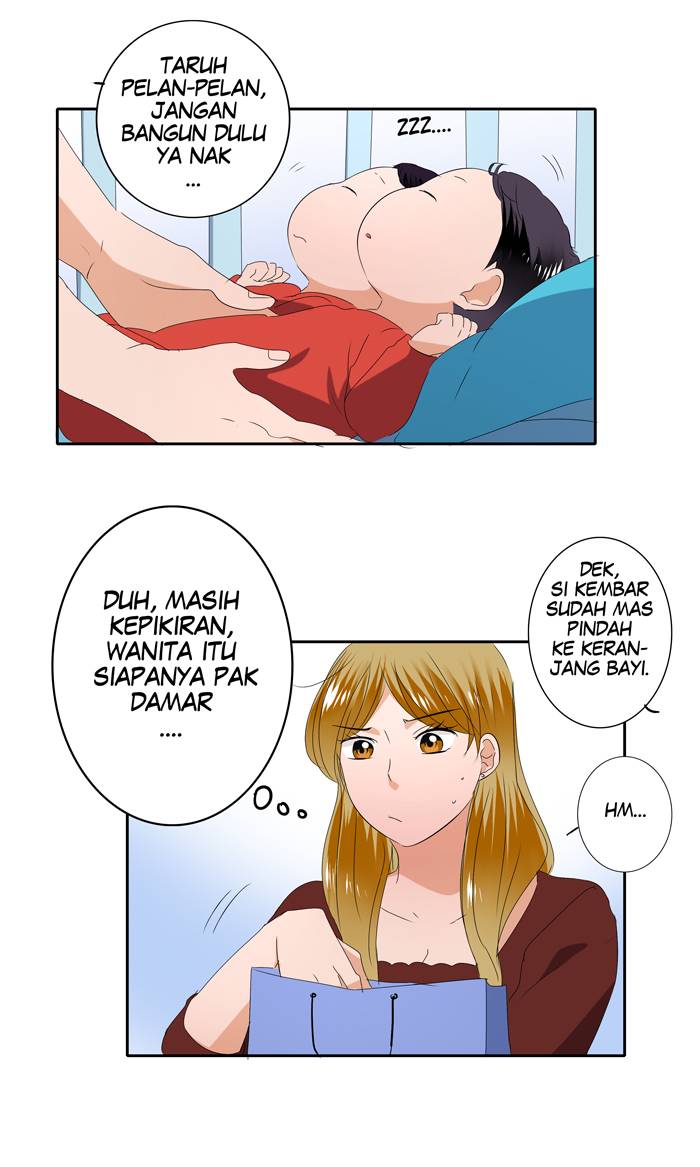 TARUH
PELAN-PELAN,
JANGAN
BANGUN DULU
YA NAK
...
ZZZ....
DUH, MASIH
KEPIKIRAN,
WANITA ITU
SIAPANYA PAK
DAMAR
....
DEK,
SI KEMBAR
SUDAH MAS
PINDAH
KE KERAN-
JANG BAYI.
HM...